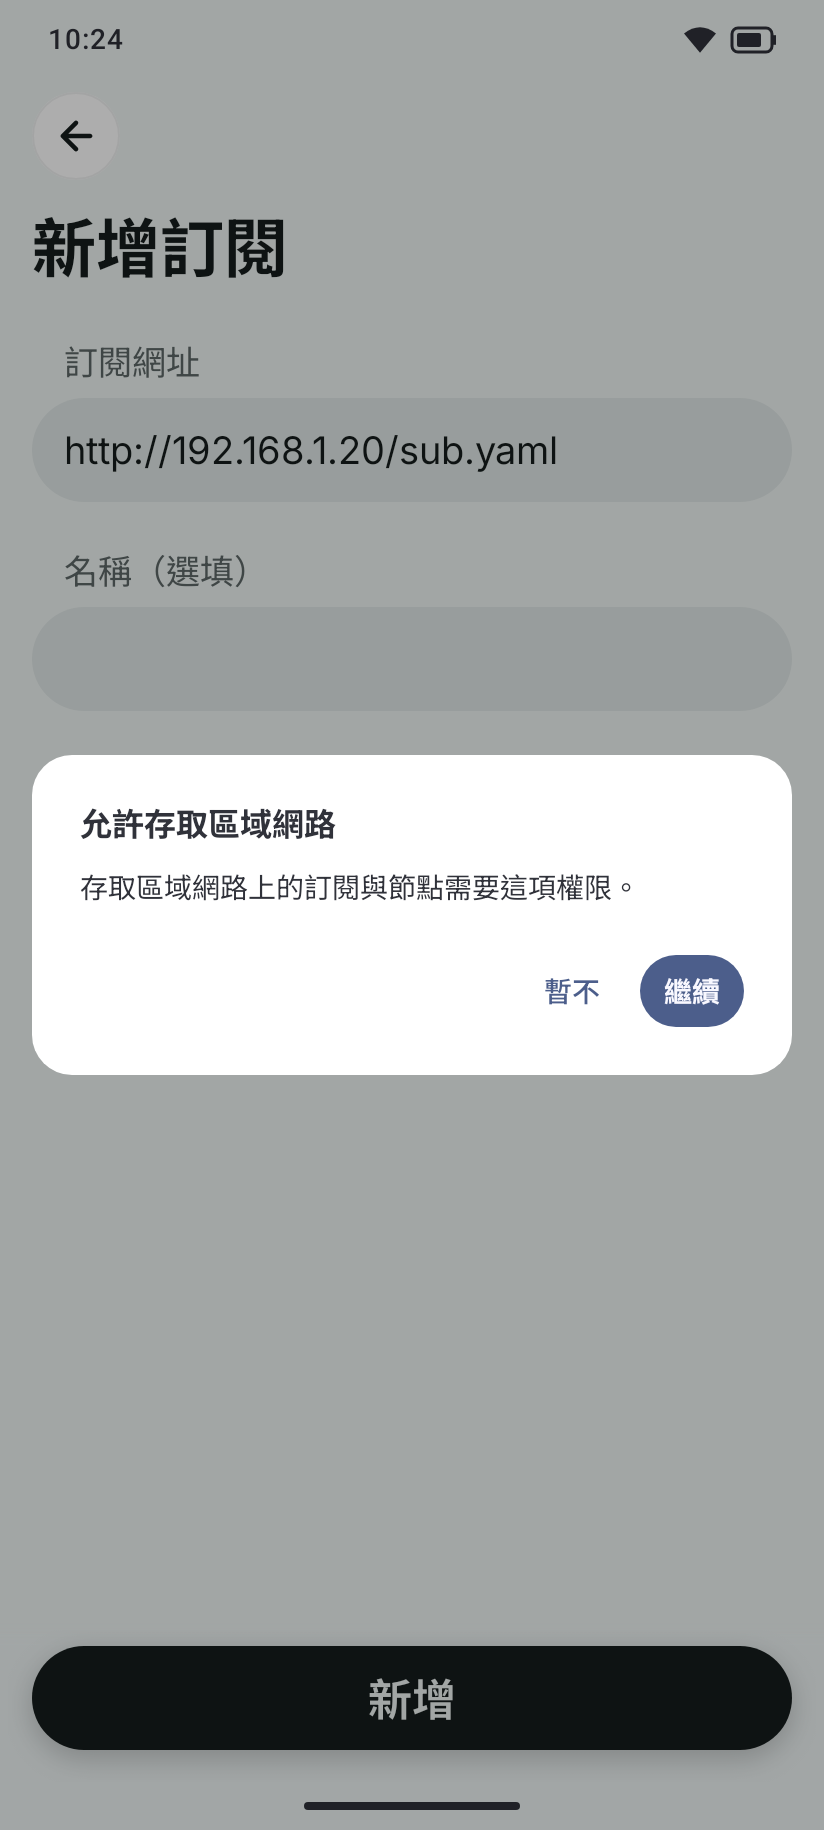 10:24
新增訂閱
訂閱網址
http://192.168.1.20/sub.yaml
名稱（選填）
允許存取區域網路
存取區域網路上的訂閱與節點需要這項權限。
暫不
繼續
新增